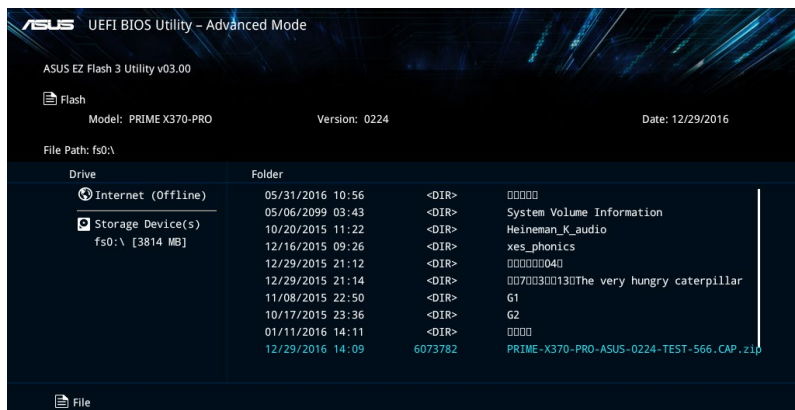 ASUS UEFI BIOS Utility – Advanced Mode
ASUS EZ Flash 3 Utility v03.00
Flash
Model: PRIME X370-PRO Version: 0224 Date: 12/29/2016
File Path: fs0:\
Drive Folder
Internet (Offline)
Storage Device(s)
fs0:\ [3814 MB]
05/31/2016 10:56 <DIR> □□□□□
05/06/2099 03:43 <DIR> System Volume Information
10/20/2015 11:22 <DIR> Heineman_K_audio
12/16/2015 09:26 <DIR> xes_phonics
12/29/2015 21:12 <DIR> □□□□□□04□
12/29/2015 21:14 <DIR> □□7□□3□□13□The very hungry caterpillar
11/08/2015 22:50 <DIR> G1
10/17/2015 23:36 <DIR> G2
01/11/2016 14:11 <DIR> □□□□
12/29/2016 14:09 6073782 PRIME-X370-PRO-ASUS-0224-TEST-566.CAP.zip
File